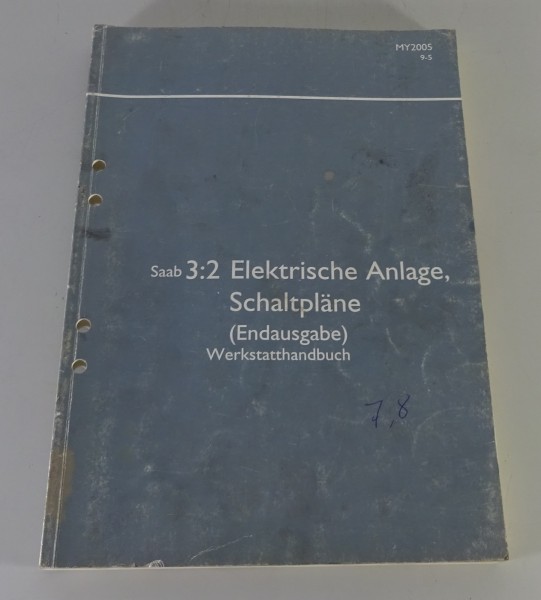 MY2005
9-5
Saab 3:2 Elektrische Anlage,
Schaltpläne
(Endausgabe)
Werkstatthandbuch
7,8